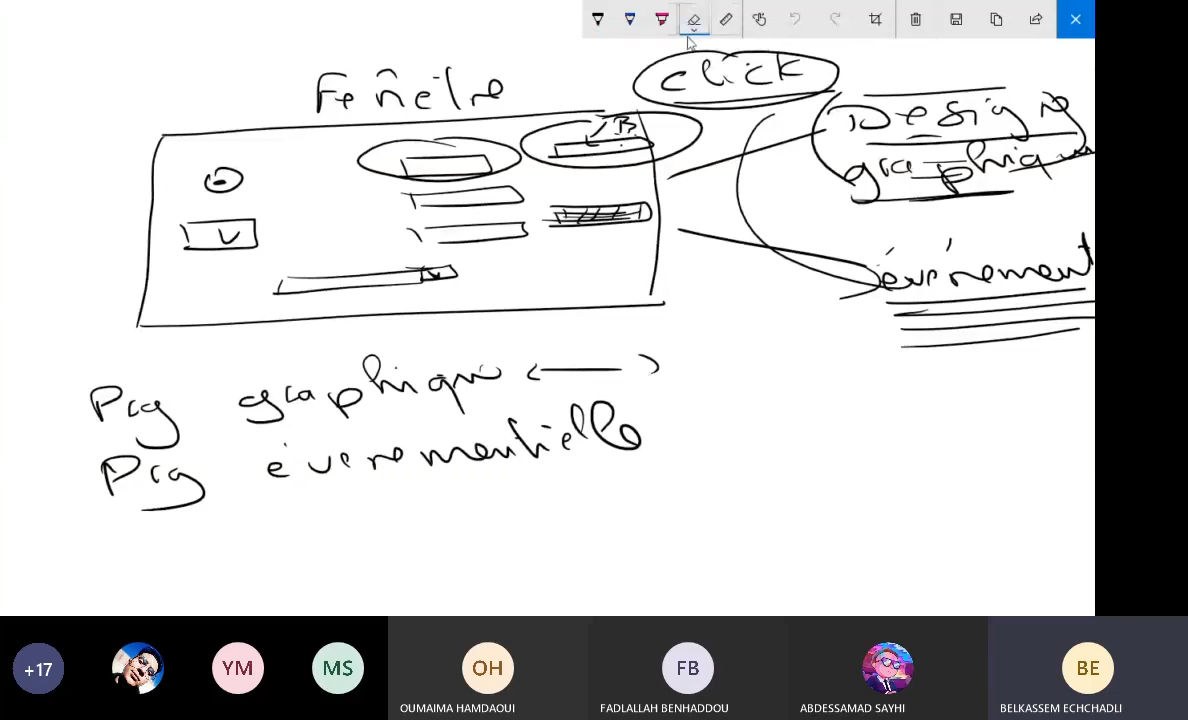 click
Fenêtre
B
Design
graphique
événement
Prg graphique
Prg évenementielle
+17
YM
MS
OH
FB
BE
OUMAIMA HAMDAOUI
FADLALLAH BENHADDOU
ABDESSAMAD SAYHI
BELKASSEM ECHCHADLI